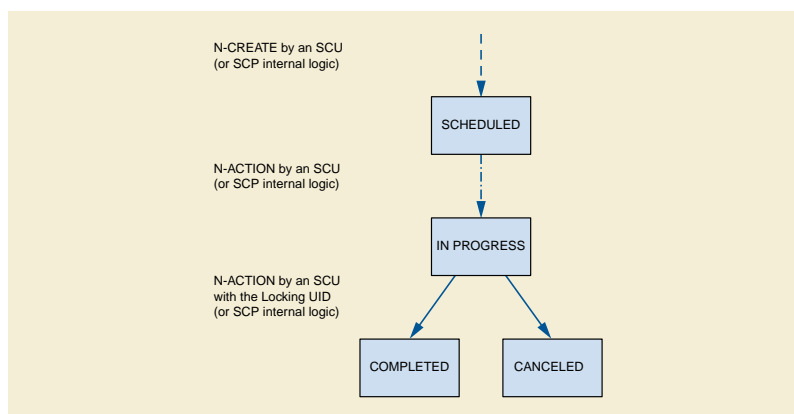 N-CREATE by an SCU
(or SCP internal logic)
SCHEDULED
N-ACTION by an SCU
(or SCP internal logic)
IN PROGRESS
N-ACTION by an SCU
with the Locking UID
(or SCP internal logic)
COMPLETED
CANCELED